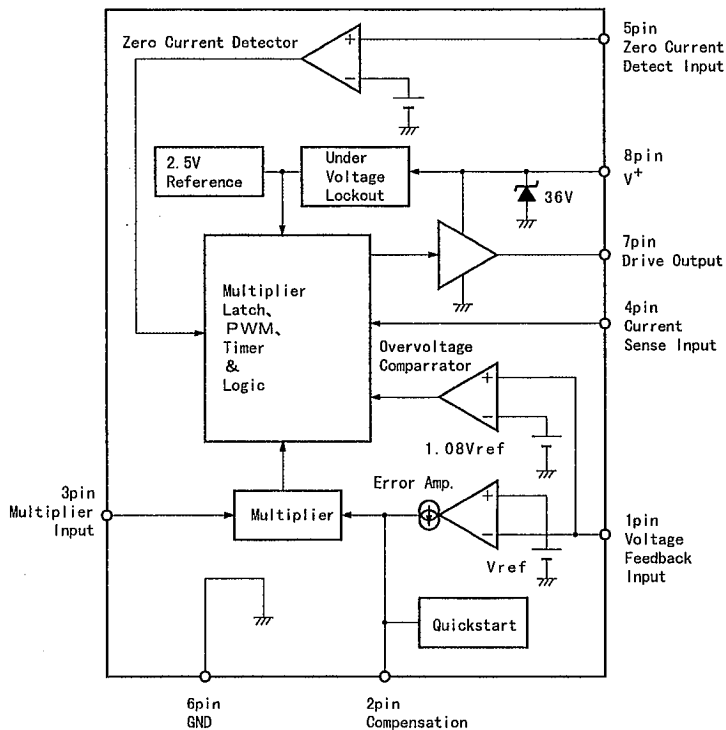 Zero Current Detector
+
−
5pin
Zero Current
Detect Input
2.5V
Reference
Under
Voltage
Lockout
36V
8pin
V+
7pin
Drive Output
Multiplier
Latch、
PWM、
Timer
&
Logic
4pin
Current
Sense Input
Overvoltage
Comparrator
+
−
1.08Vref
3pin
Multiplier
Input
Multiplier
Error Amp.
+
−
Vref
1pin
Voltage
Feedback
Input
Quickstart
6pin
GND
2pin
Compensation